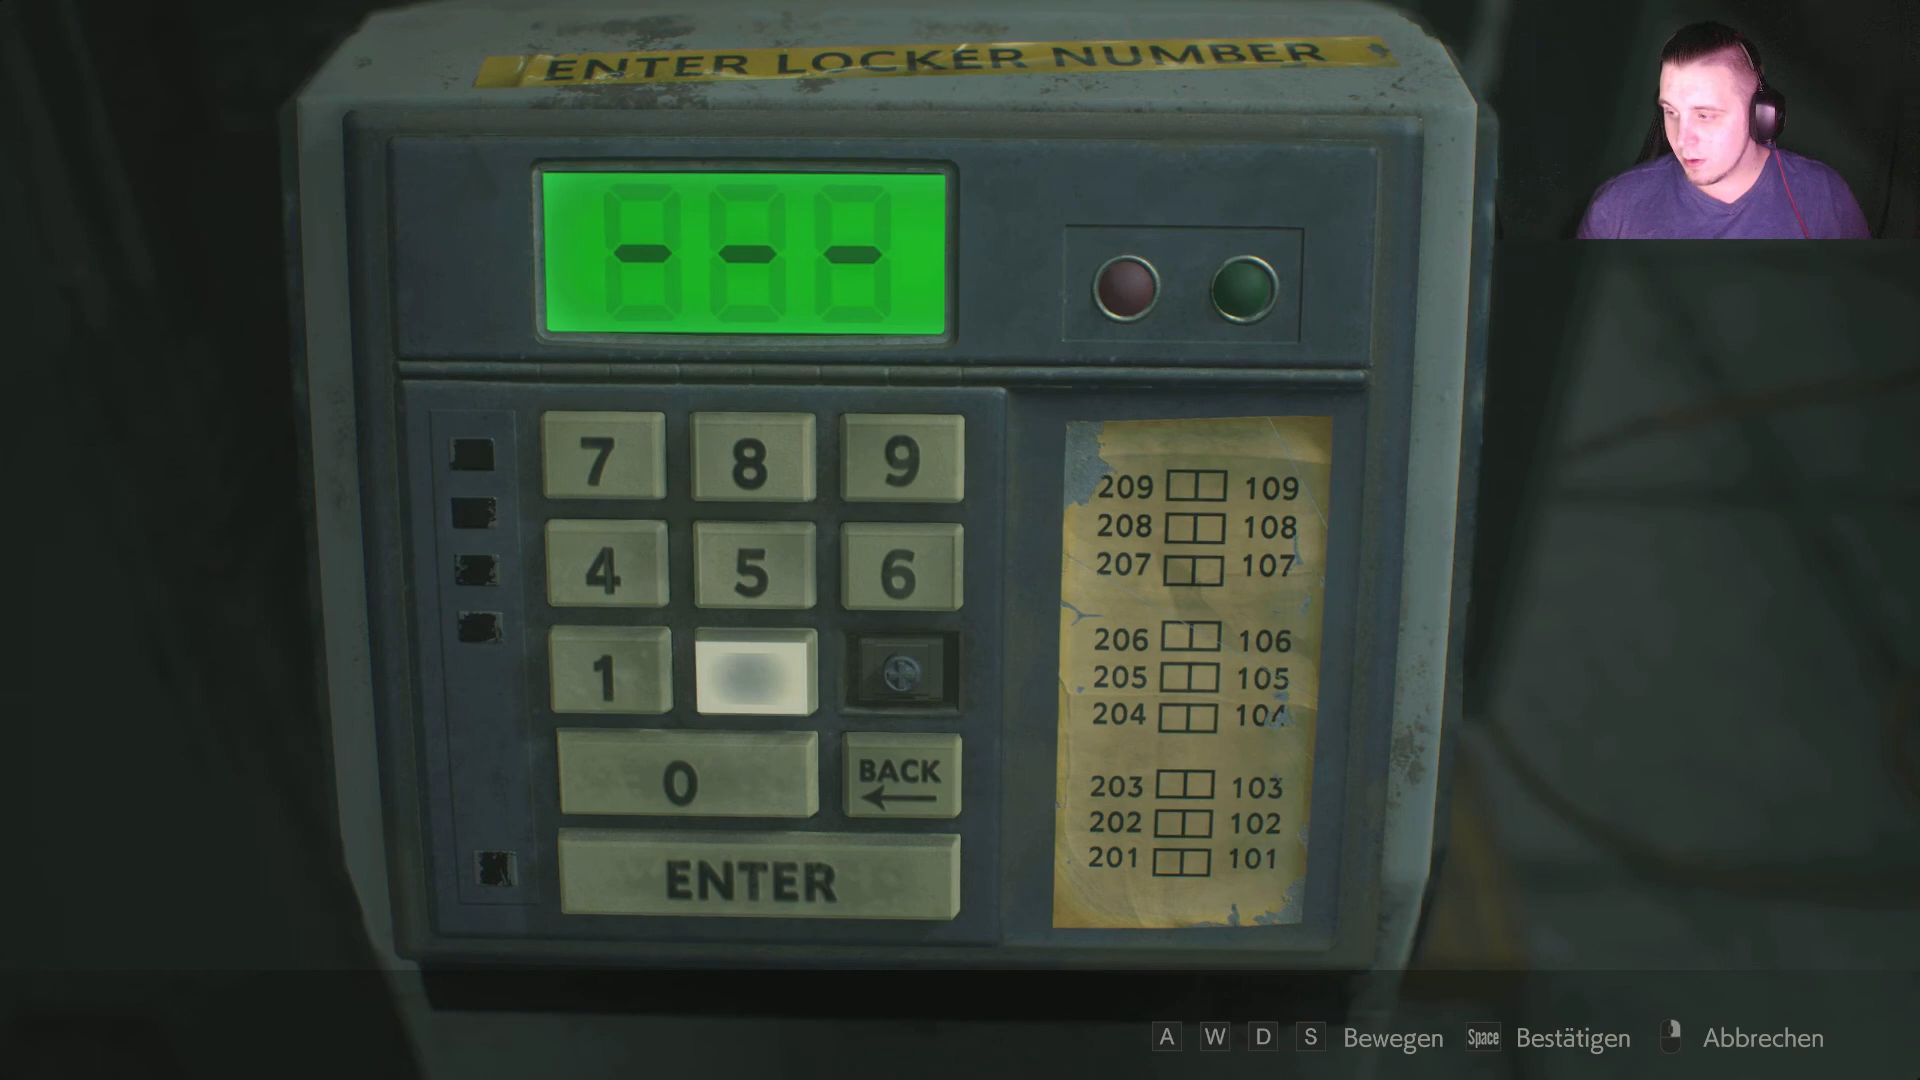 ENTER LOCKER NUMBER
7 8 9
4 5 6
1
0 BACK
ENTER
209 109
208 108
207 107
206 106
205 105
204 104
203 103
202 102
201 101
A W D S Bewegen Space Bestätigen Abbrechen